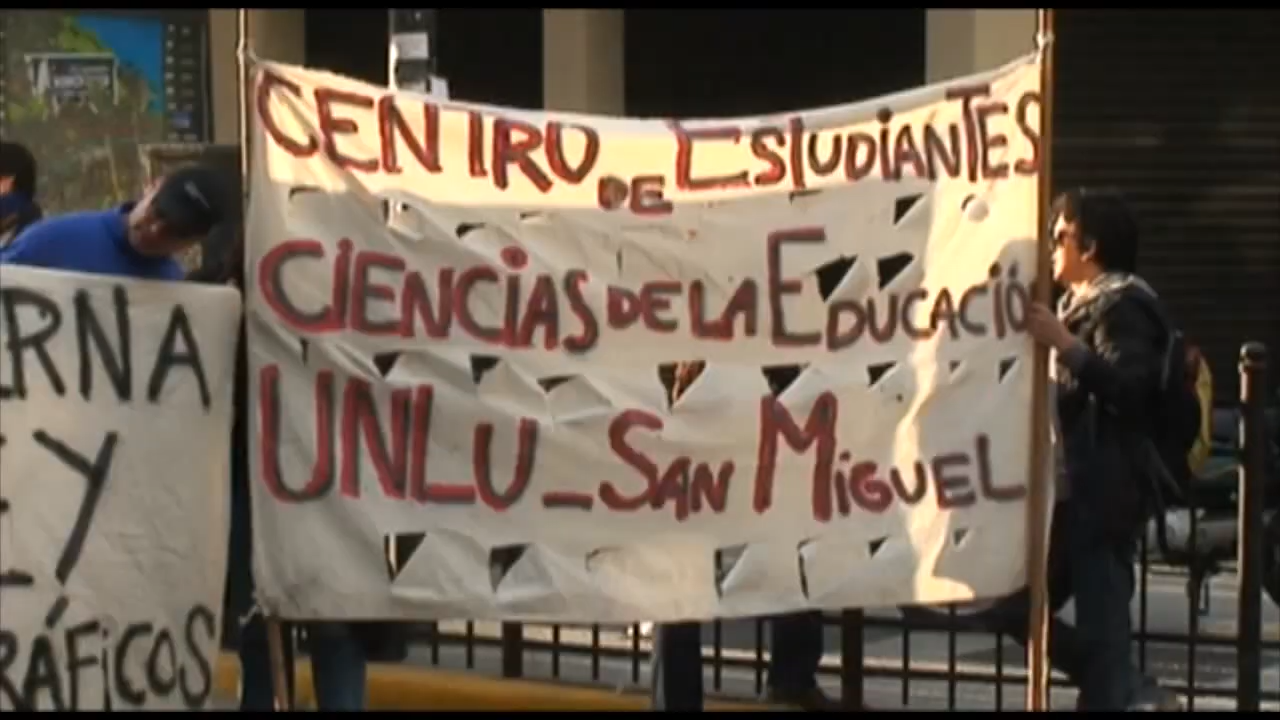 CENTRO DE ESTUDIANTES
CIENCIAS DE LA EDUCACIÓ
UNLU_SAN MIGUEL
RNA
Y
RÁFICOS